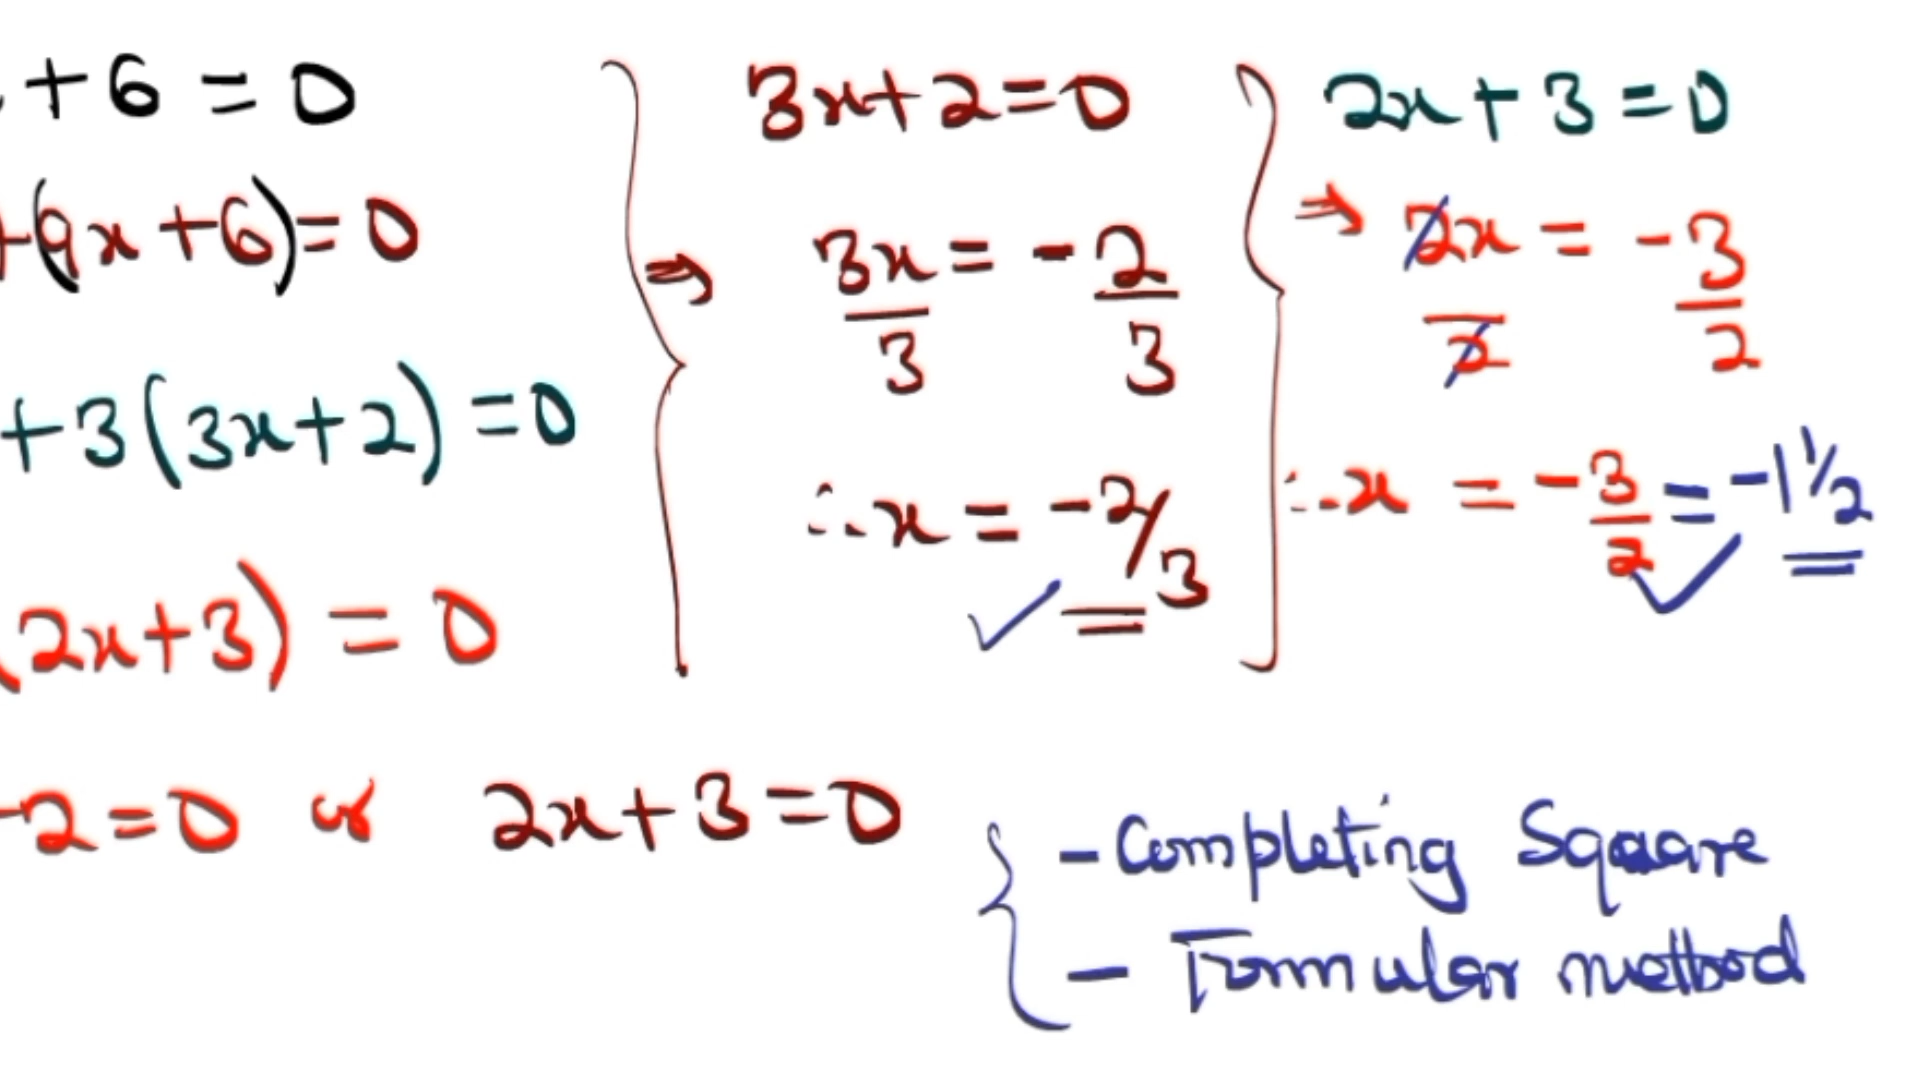 +6 = 0
+(9x+6) = 0
+3(3x+2) = 0
(2x+3) = 0
-2=0 or 2x+3=0
3x+2=0
⇒ 3x/3 = -2/3
∴ x = -2/3 ✓
2x+3=0
⇒ 2x/2 = -3/2
∴ x = -3/2 = -1 1/2 ✓
- Completing Square
- Formular method